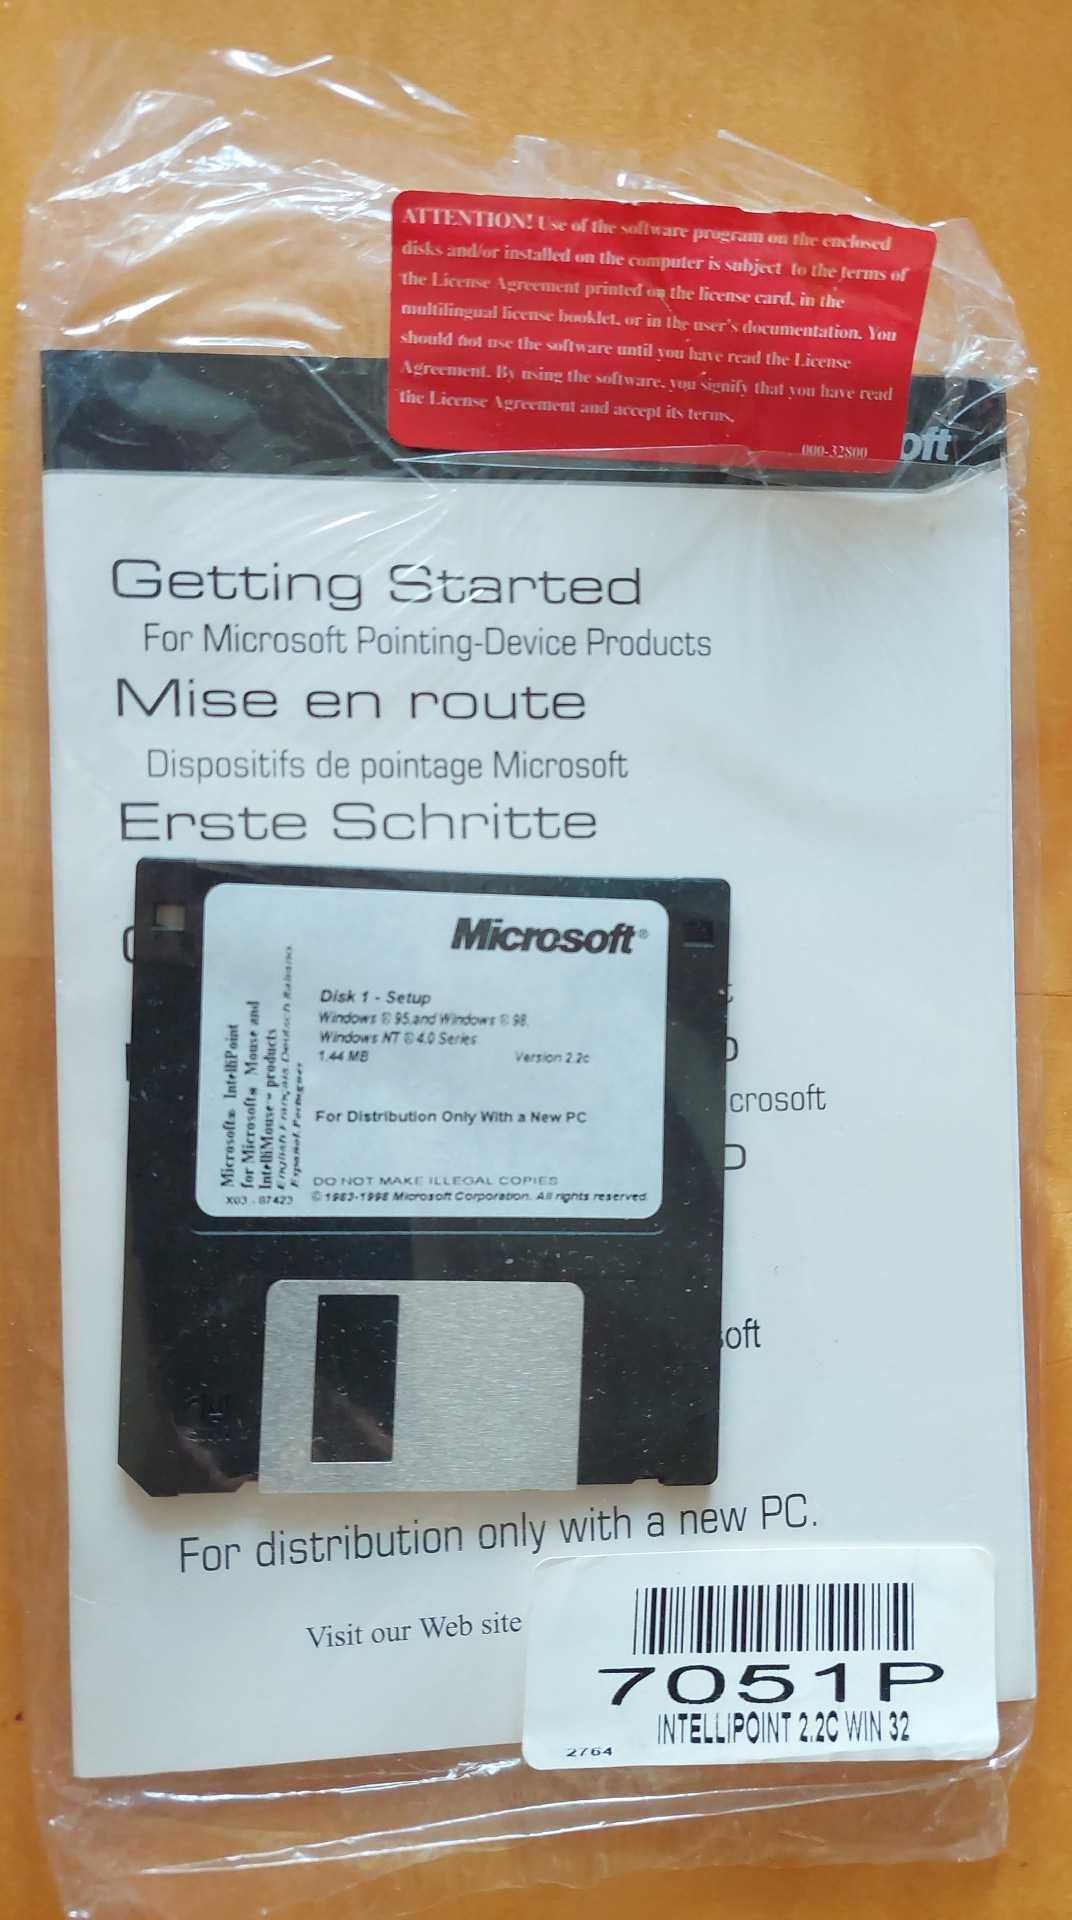 ATTENTION! Use of the software program on the enclosed
disks and/or installed on the computer is subject to the terms of
the License Agreement printed on the license card, in the
multilingual license booklet, or in the user's documentation. You
should not use the software until you have read the License
Agreement. By using the software, you signify that you have read
the License Agreement and accept its terms.
000-32800
oft
Getting Started
For Microsoft Pointing-Device Products
Mise en route
Dispositifs de pointage Microsoft
Erste Schritte
Microsoft®
Disk 1 - Setup
Windows ® 95 and Windows ® 98,
Windows NT ® 4.0 Series
1.44 MB Version 2.2c
For Distribution Only With a New PC
DO NOT MAKE ILLEGAL COPIES
© 1983-1998 Microsoft Corporation. All rights reserved.
Microsoft® IntelliPoint
for Microsoft® Mouse and
IntelliMouse™ products
English Français Deutsch Italiano
Español Portugues
X03 - 87423
crosoft
oft
For distribution only with a new PC.
Visit our Web site
7051P
INTELLIPOINT 2.2C WIN 32
2764